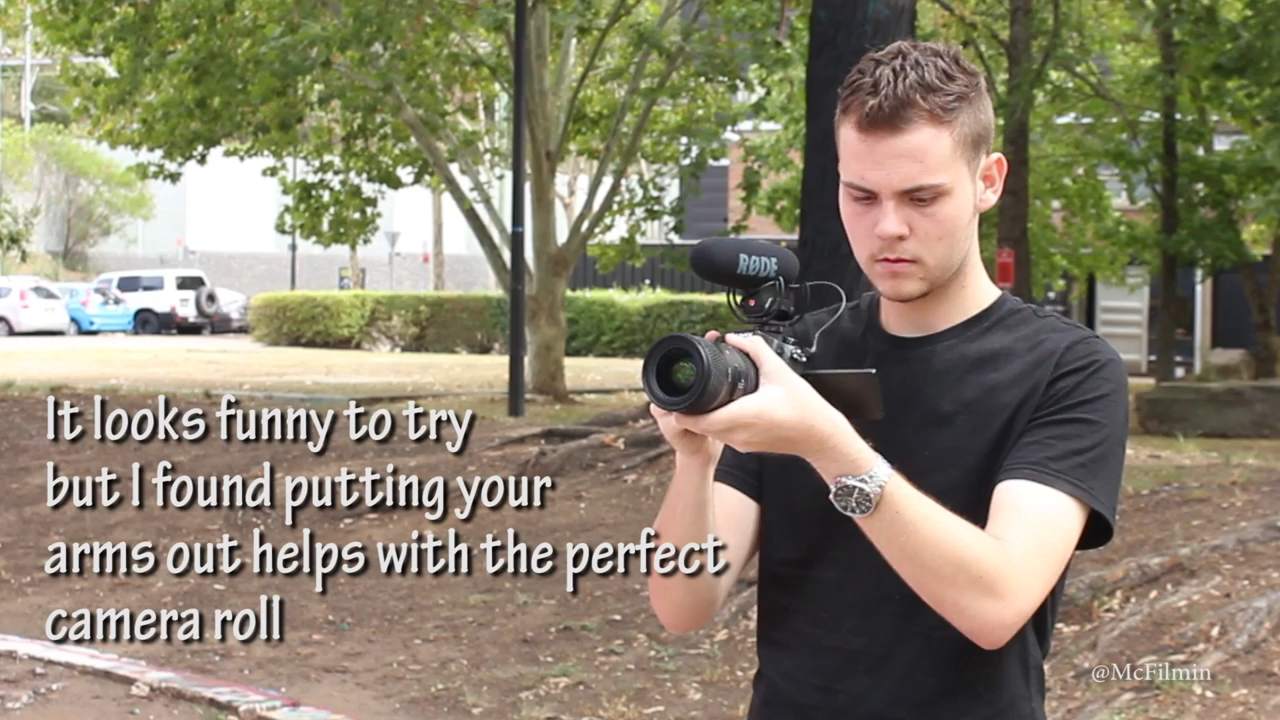 RØDE
It looks funny to try
but I found putting your
arms out helps with the perfect
camera roll
@McFilmin